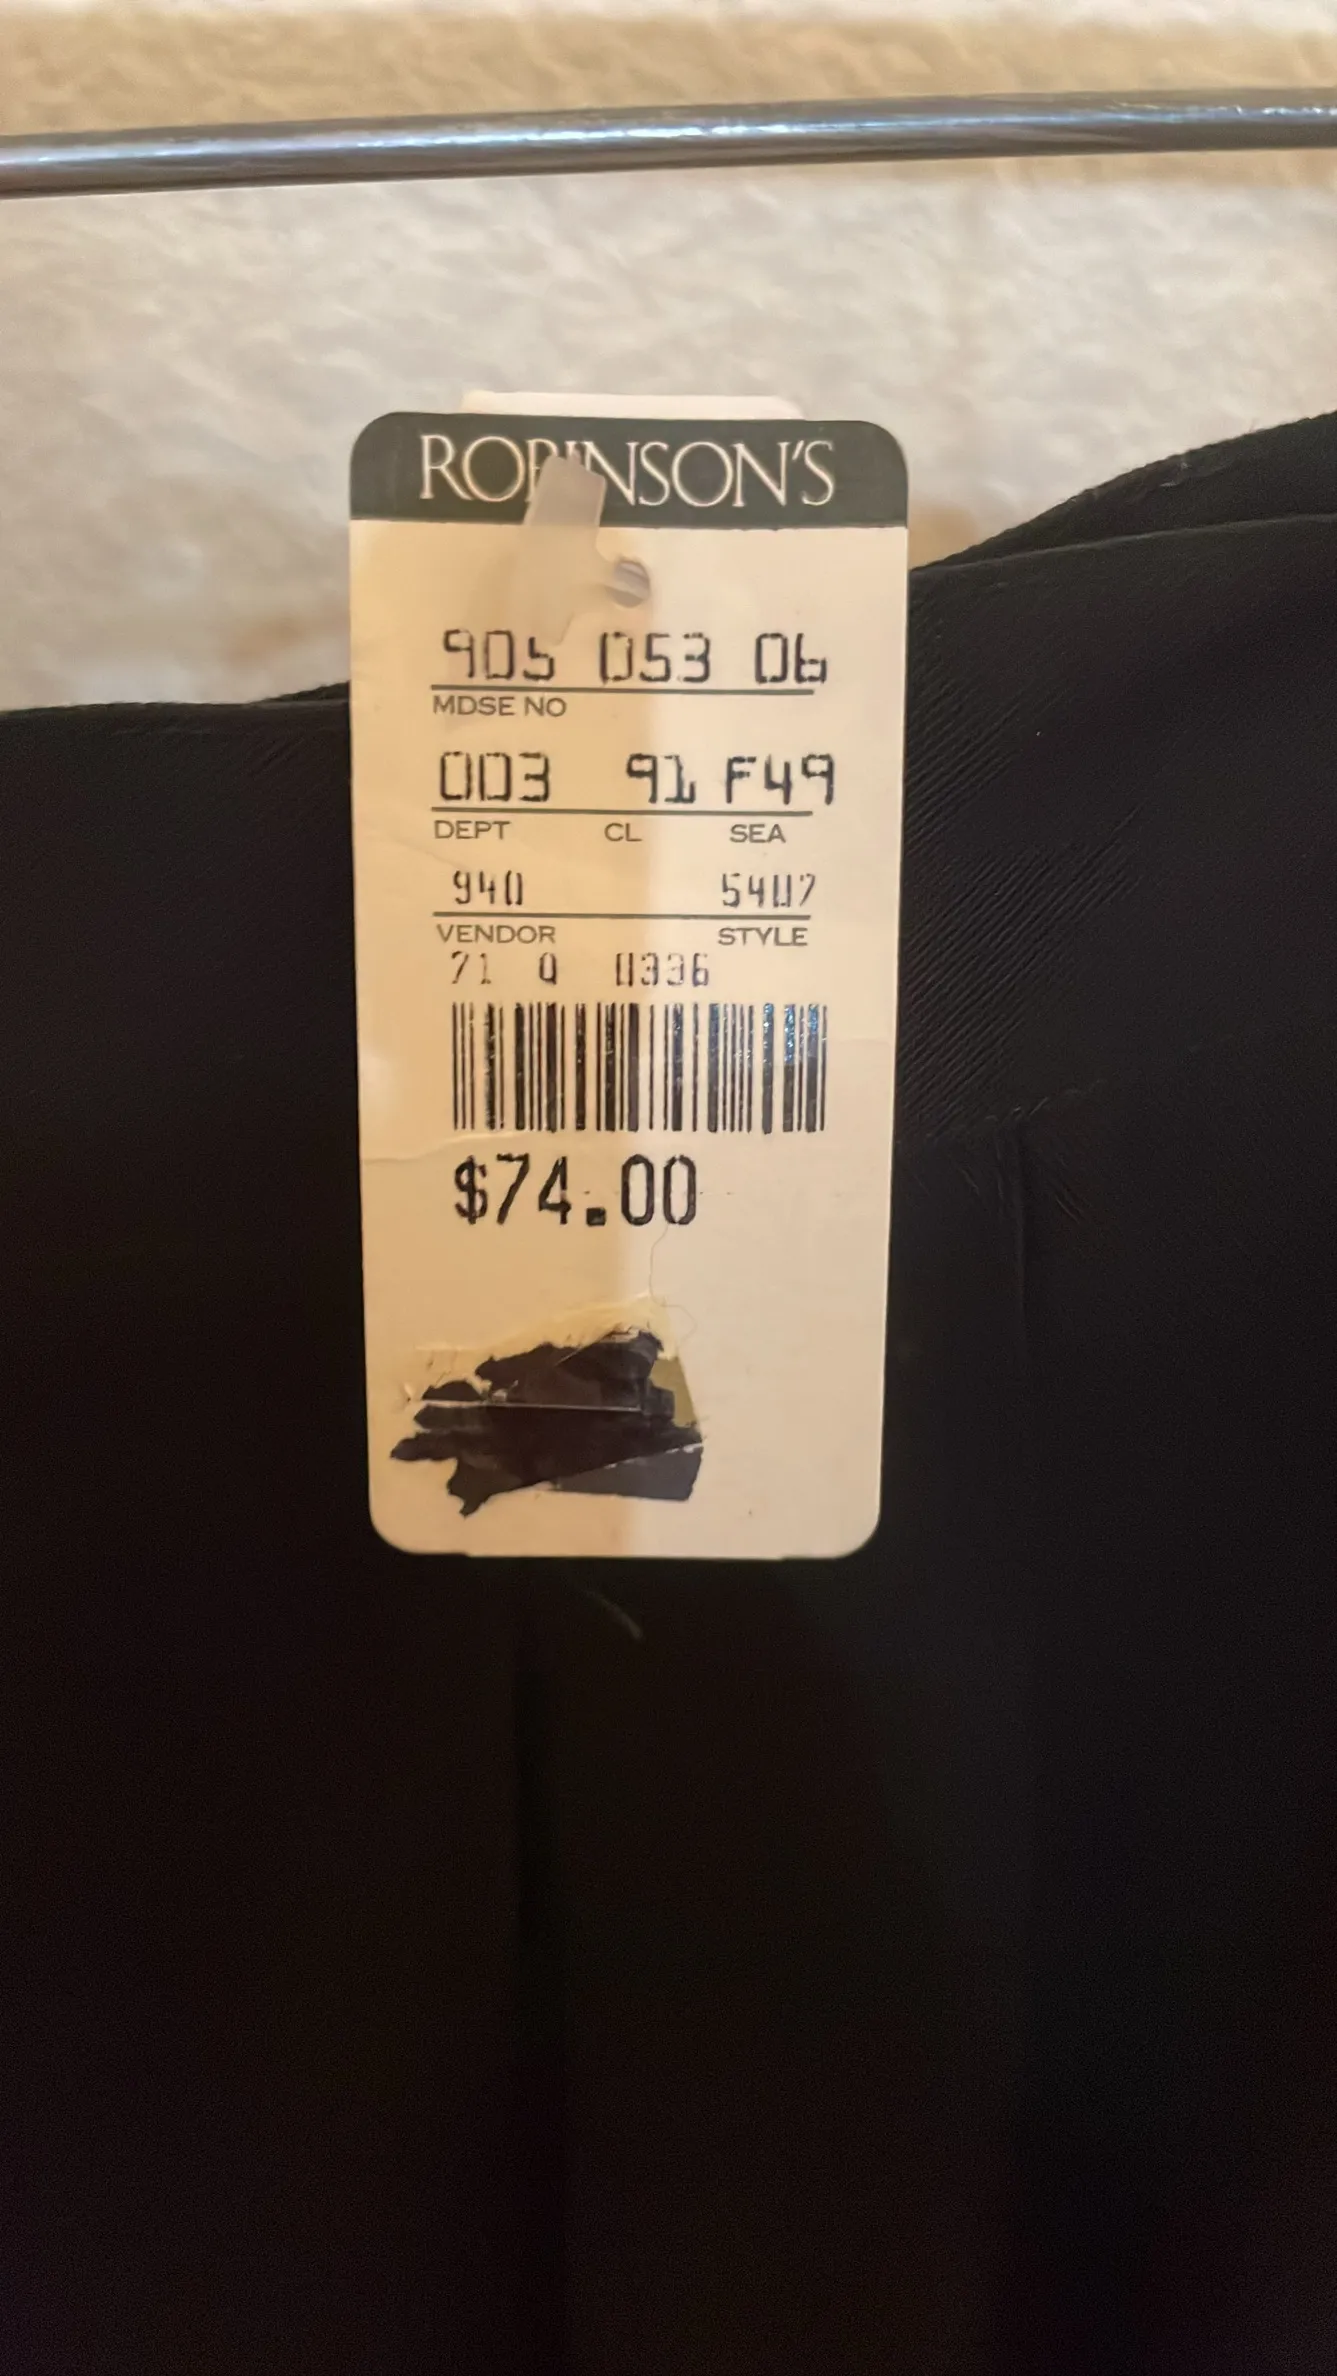 ROBINSON'S
905 053 06
MDSE NO
003 91 F49
DEPT CL SEA
940 5407
VENDOR STYLE
71 0 0336
$74.00